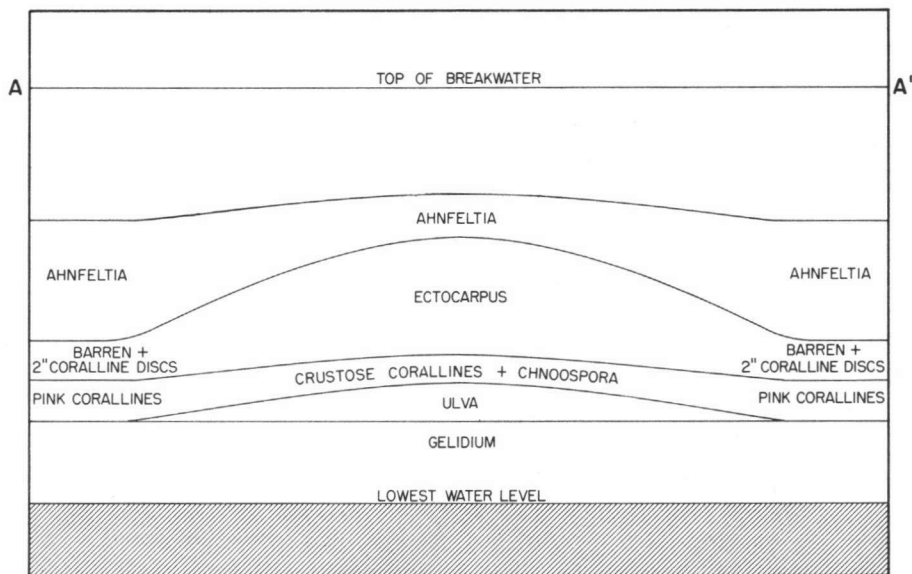 TOP OF BREAKWATER
A
A'
AHNFELTIA
AHNFELTIA
AHNFELTIA
ECTOCARPUS
BARREN +
2" CORALLINE DISCS
BARREN +
2" CORALLINE DISCS
CRUSTOSE CORALLINES + CHNOOSPORA
PINK CORALLINES
PINK CORALLINES
ULVA
GELIDIUM
LOWEST WATER LEVEL